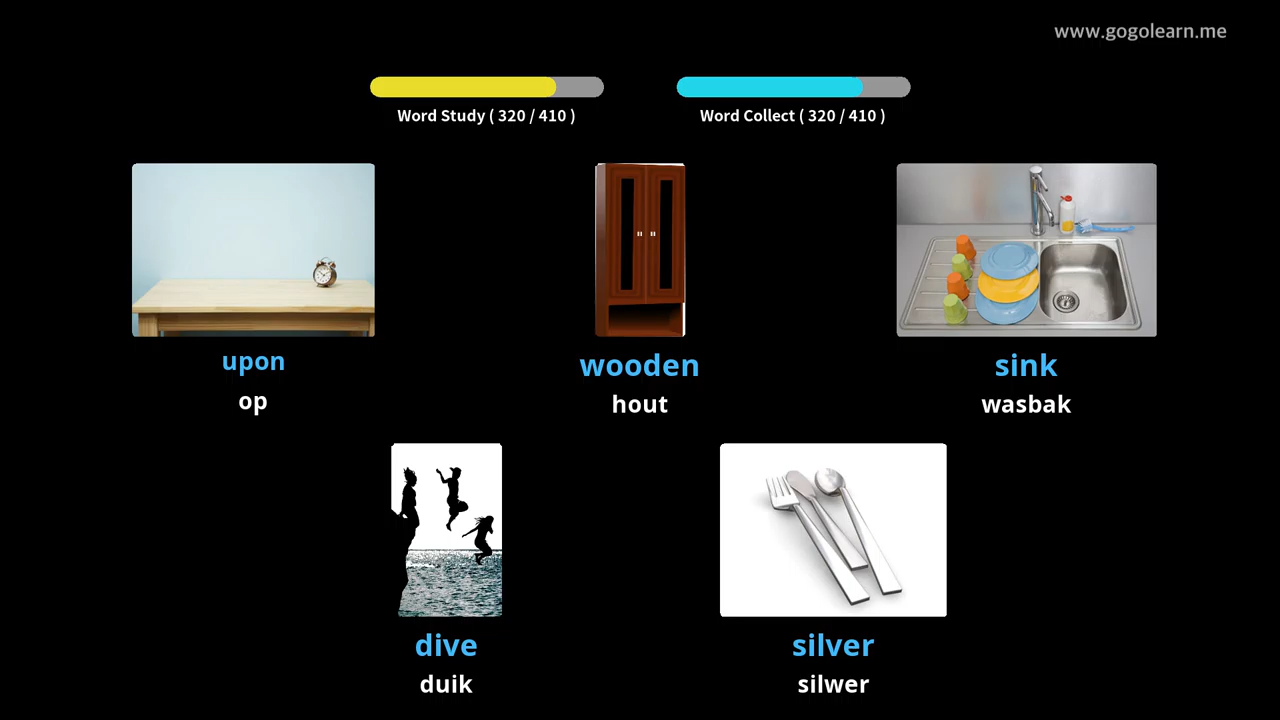 www.gogolearn.me
Word Study ( 320 / 410 )
Word Collect ( 320 / 410 )
upon
op
wooden
hout
sink
wasbak
dive
duik
silver
silwer